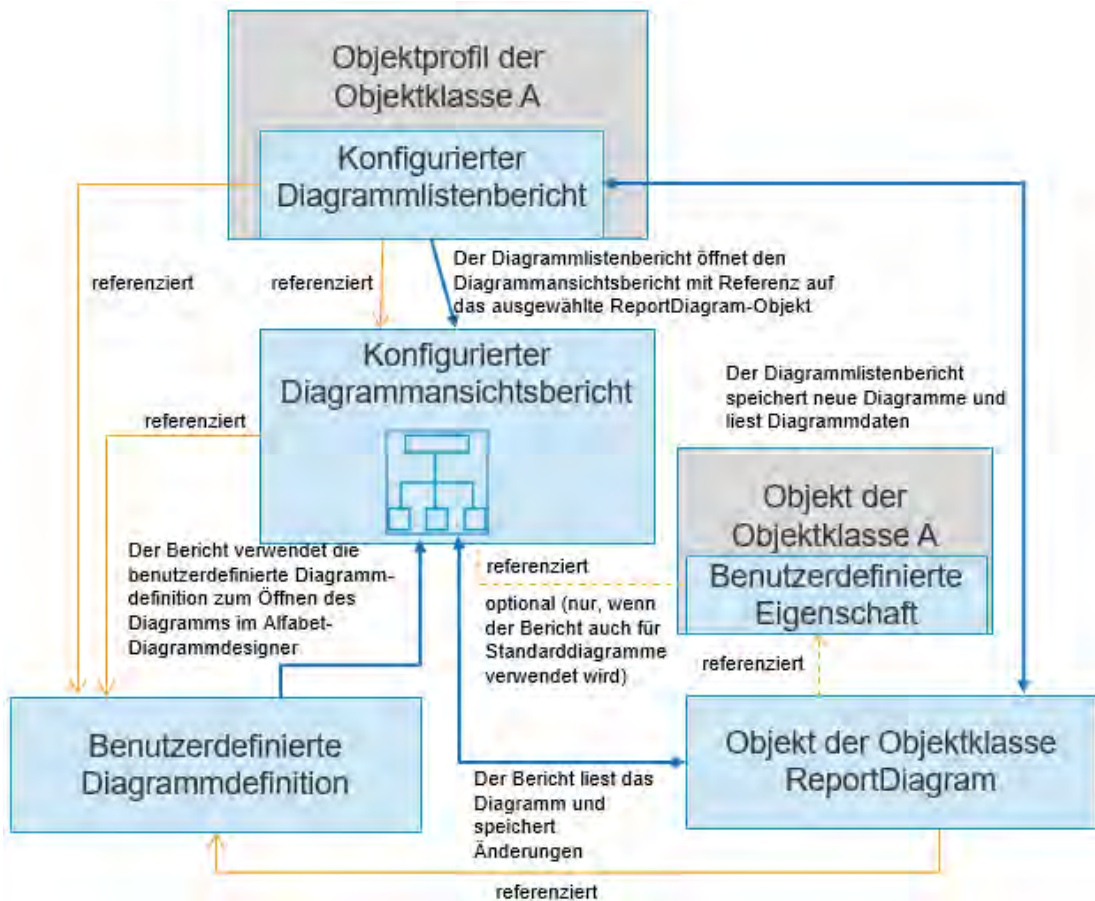 Objektprofil der
Objektklasse A
Konfigurierter
Diagrammlistenbericht
referenziert
referenziert
Der Diagrammlistenbericht öffnet den
Diagrammansichtsbericht mit Referenz auf
das ausgewählte ReportDiagram-Objekt
Konfigurierter
Diagrammansichtsbericht
referenziert
Der Diagrammlistenbericht
speichert neue Diagramme und
liest Diagrammdaten
Objekt der
Objektklasse A
Benutzerdefinierte
Eigenschaft
Der Bericht verwendet die
benutzerdefinierte Diagramm-
definition zum Öffnen des
Diagramms im Alfabet-
Diagrammdesigner
referenziert
optional (nur, wenn
der Bericht auch für
Standarddiagramme
verwendet wird)
referenziert
Benutzerdefinierte
Diagrammdefinition
Objekt der Objektklasse
ReportDiagram
Der Bericht liest das
Diagramm und
speichert
Änderungen
referenziert